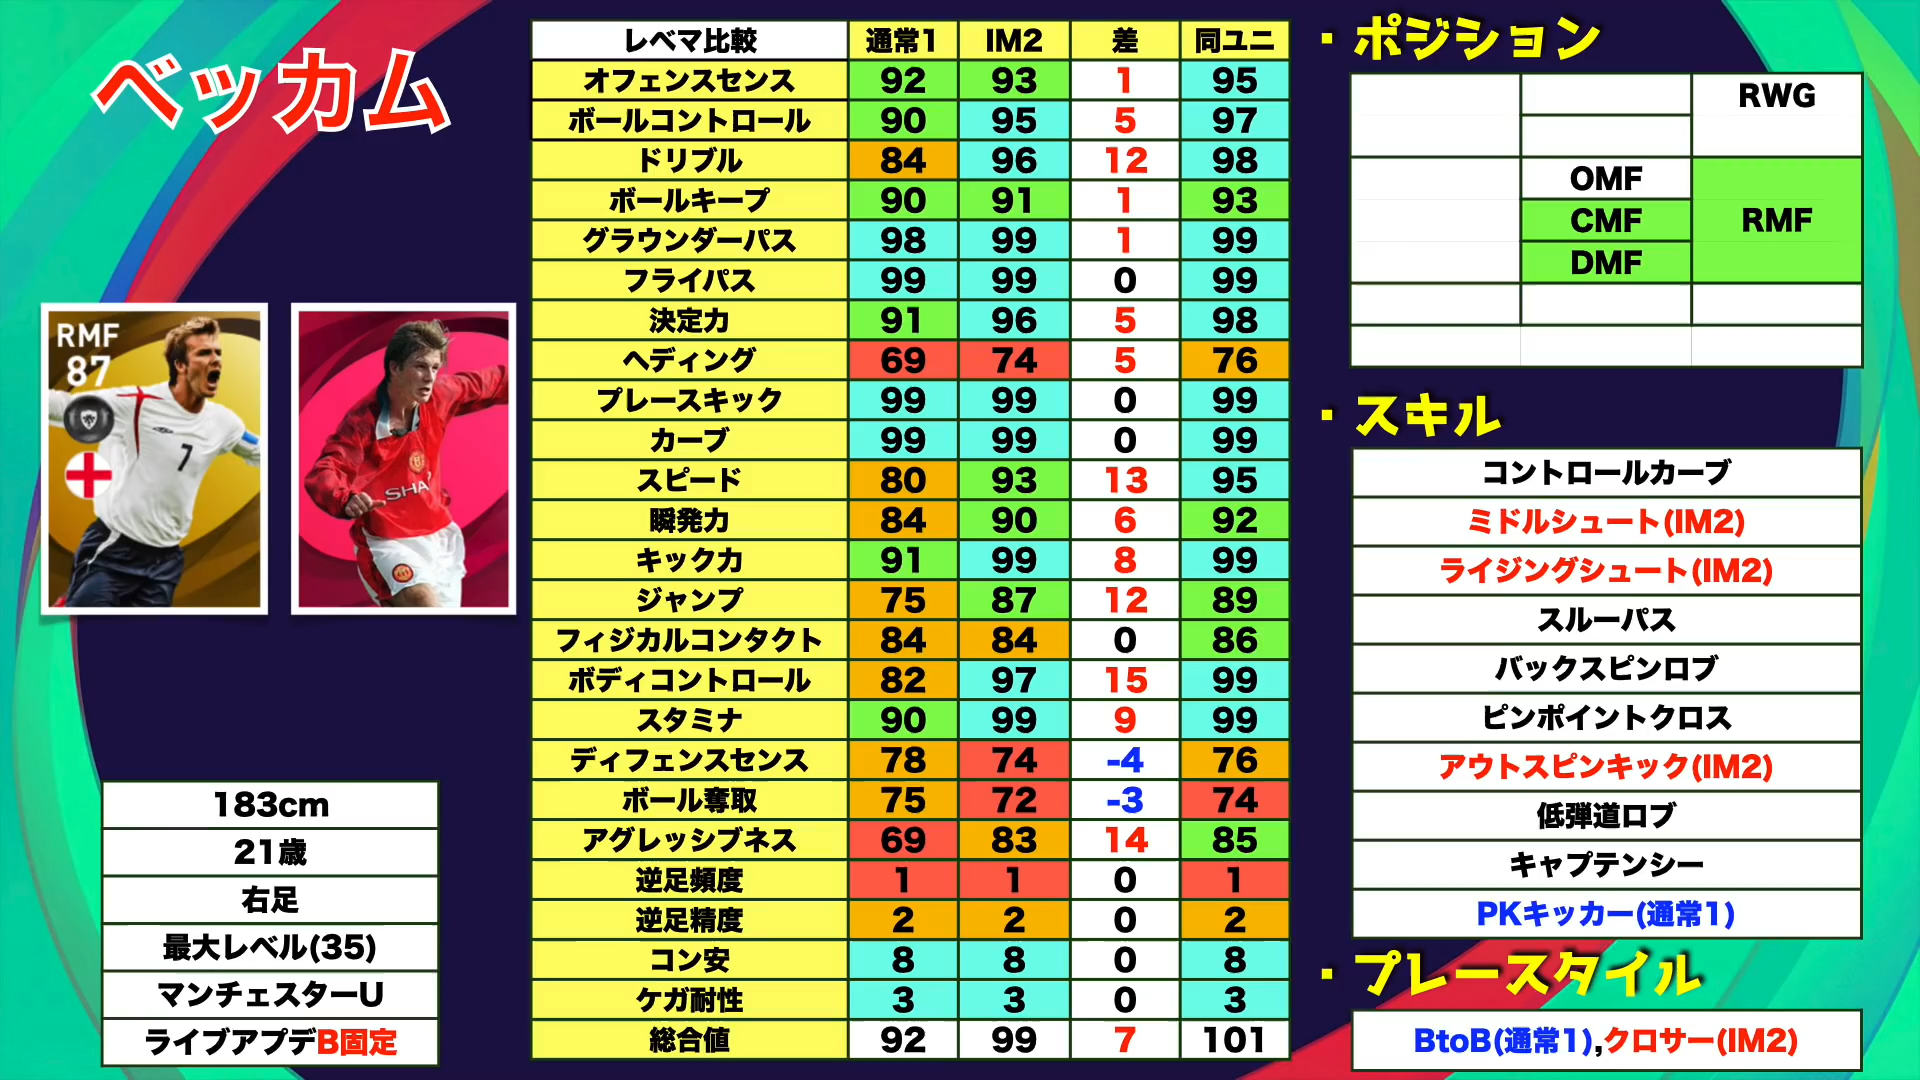 ベッカム
RMF
87
7
SHA
183cm
21歳
右足
最大レベル(35)
マンチェスターU
ライブアプデB固定
レベマ比較 通常1 IM2 差 同ユニ
オフェンスセンス 92 93 1 95
ボールコントロール 90 95 5 97
ドリブル 84 96 12 98
ボールキープ 90 91 1 93
グラウンダーパス 98 99 1 99
フライパス 99 99 0 99
決定力 91 96 5 98
ヘディング 69 74 5 76
プレースキック 99 99 0 99
カーブ 99 99 0 99
スピード 80 93 13 95
瞬発力 84 90 6 92
キック力 91 99 8 99
ジャンプ 75 87 12 89
フィジカルコンタクト 84 84 0 86
ボディコントロール 82 97 15 99
スタミナ 90 99 9 99
ディフェンスセンス 78 74 -4 76
ボール奪取 75 72 -3 74
アグレッシブネス 69 83 14 85
逆足頻度 1 1 0 1
逆足精度 2 2 0 2
コン安 8 8 0 8
ケガ耐性 3 3 0 3
総合値 92 99 7 101
・ポジション
RWG
OMF
CMF RMF
DMF
・スキル
コントロールカーブ
ミドルシュート(IM2)
ライジングシュート(IM2)
スルーパス
バックスピンロブ
ピンポイントクロス
アウトスピンキック(IM2)
低弾道ロブ
キャプテンシー
PKキッカー(通常1)
・プレースタイル
BtoB(通常1),クロサー(IM2)